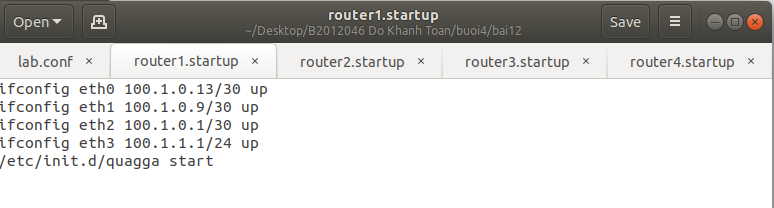 Open
router1.startup
~/Desktop/B2012046 Do Khanh Toan/buoi4/bai12
Save
lab.conf ×
router1.startup ×
router2.startup ×
router3.startup ×
router4.startup ×
ifconfig eth0 100.1.0.13/30 up
ifconfig eth1 100.1.0.9/30 up
ifconfig eth2 100.1.0.1/30 up
ifconfig eth3 100.1.1.1/24 up
/etc/init.d/quagga start